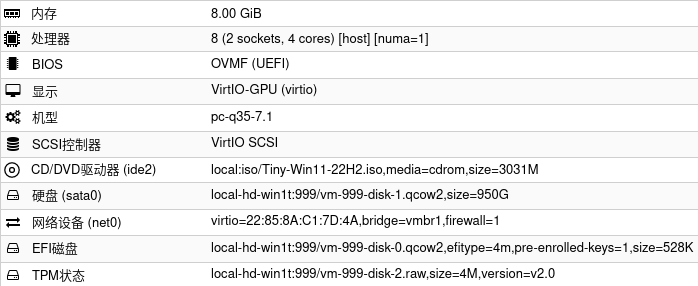 内存 8.00 GiB
处理器 8 (2 sockets, 4 cores) [host] [numa=1]
BIOS OVMF (UEFI)
显示 VirtIO-GPU (virtio)
机型 pc-q35-7.1
SCSI控制器 VirtIO SCSI
CD/DVD驱动器 (ide2) local:iso/Tiny-Win11-22H2.iso,media=cdrom,size=3031M
硬盘 (sata0) local-hd-win1t:999/vm-999-disk-1.qcow2,size=950G
网络设备 (net0) virtio=22:85:8A:C1:7D:4A,bridge=vmbr1,firewall=1
EFI磁盘 local-hd-win1t:999/vm-999-disk-0.qcow2,efitype=4m,pre-enrolled-keys=1,size=528K
TPM状态 local-hd-win1t:999/vm-999-disk-2.raw,size=4M,version=v2.0